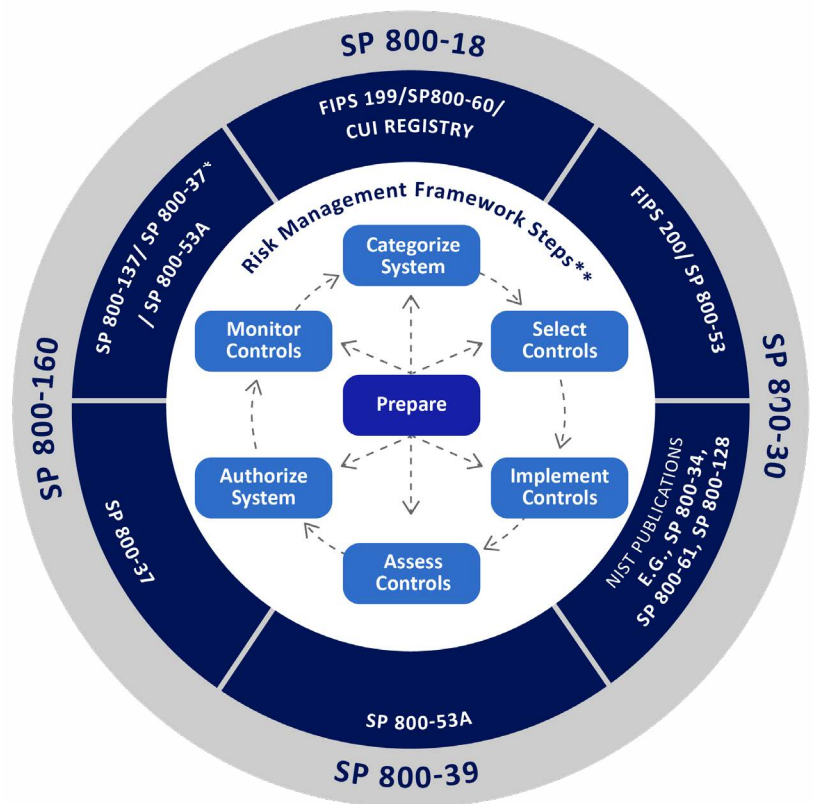 SP 800-18
FIPS 199/SP800-60/
CUI REGISTRY
SP 800-137/ SP 800-37*
/ SP 800-53A
FIPS 200/ SP 800-53
Risk Management Framework Steps**
Categorize
System
Monitor
Controls
Select
Controls
Prepare
SP 800-160
SP 800-30
Authorize
System
Implement
Controls
Assess
Controls
SP 800-37
NIST PUBLICATIONS
E.G., SP 800-34,
SP 800-61, SP 800-128
SP 800-53A
SP 800-39